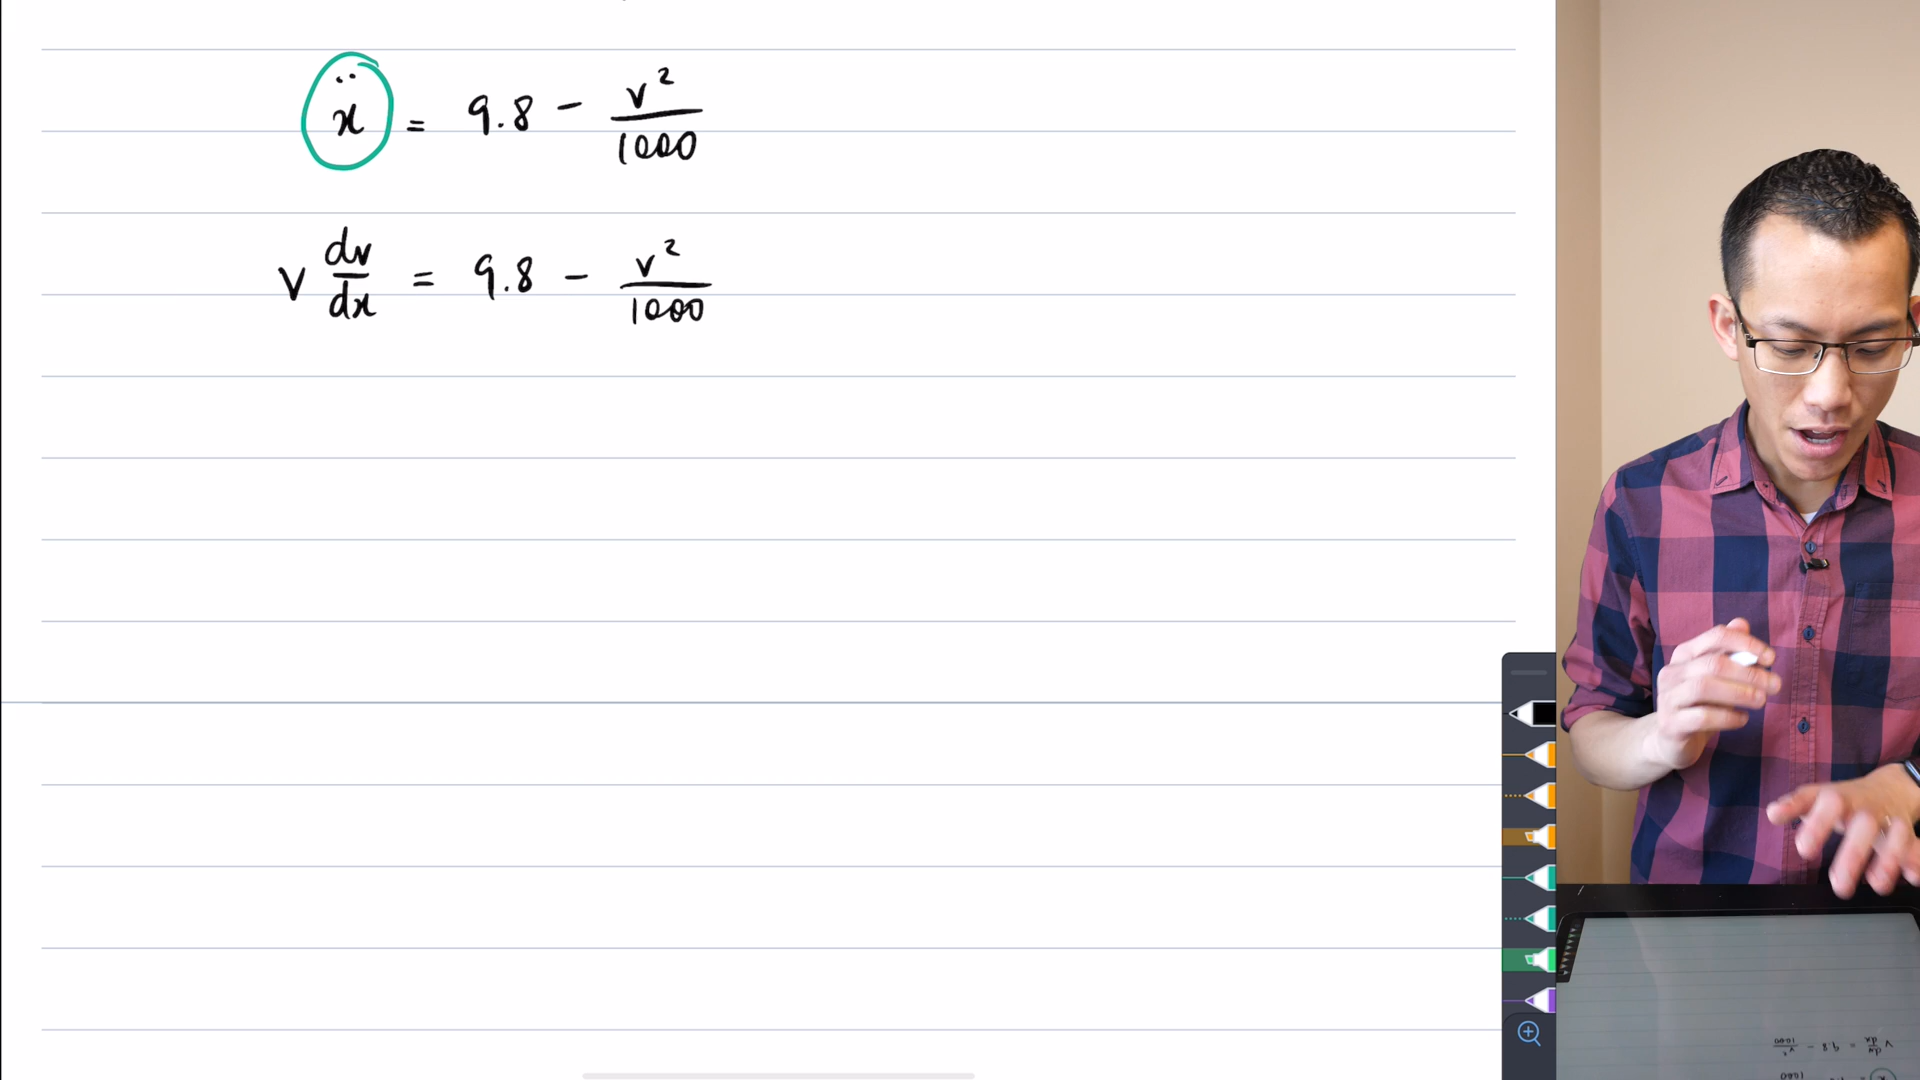 ẍ = 9.8 - v²/1000
v dv/dx = 9.8 - v²/1000